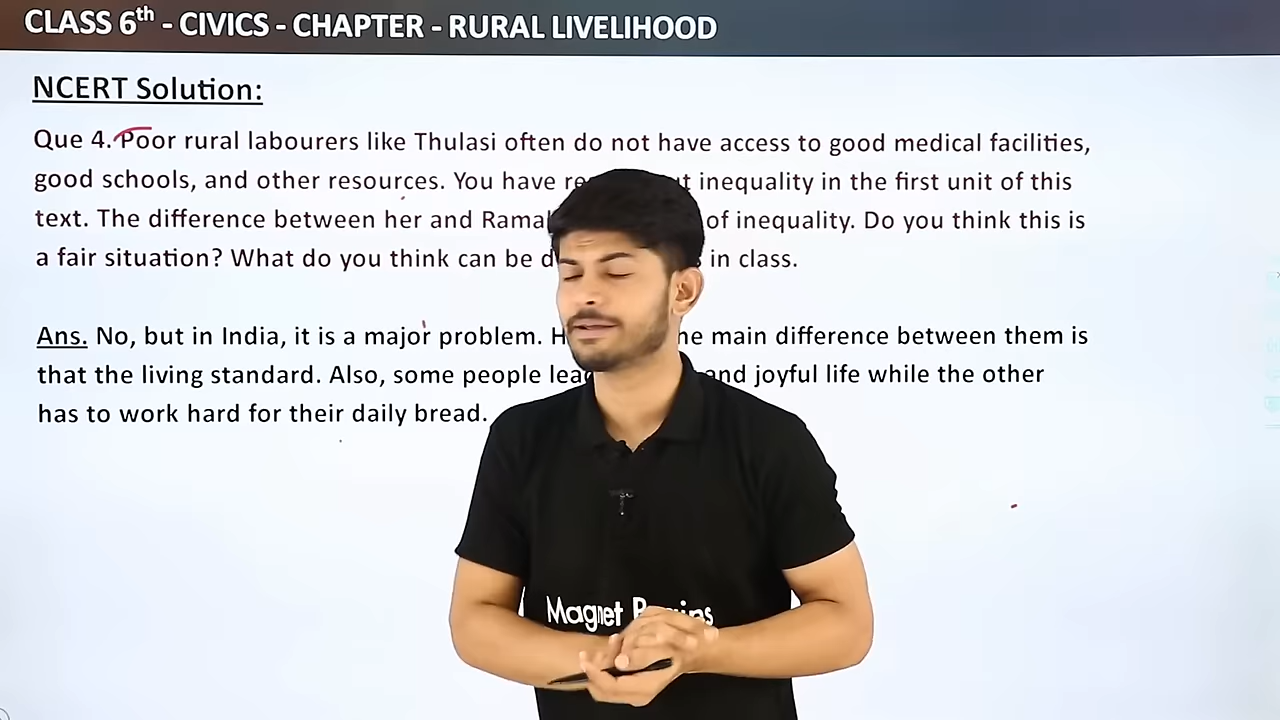 CLASS 6th - CIVICS - CHAPTER - RURAL LIVELIHOOD
NCERT Solution:
Que 4. Poor rural labourers like Thulasi often do not have access to good medical facilities,
good schools, and other resources. You have inequality in the first unit of this
text. The difference between her and of inequality. Do you think this is
a fair situation? What do you think can be in class.
Ans. No, but in India, it is a major problem. main difference between them is
that the living standard. Also, some people and joyful life while the other
has to work hard for their daily bread.
Magnet